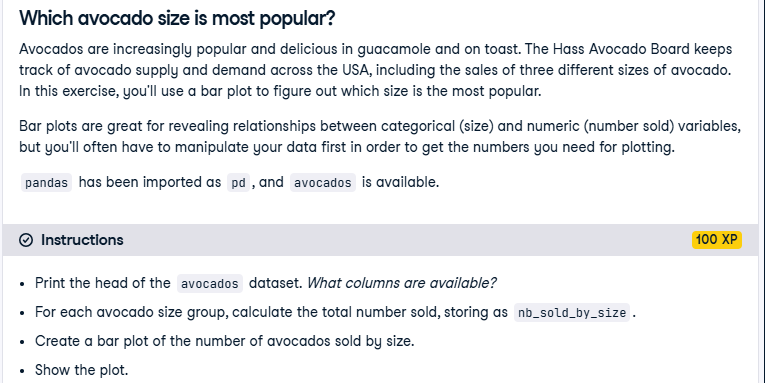 Which avocado size is most popular?
Avocados are increasingly popular and delicious in guacamole and on toast. The Hass Avocado Board keeps
track of avocado supply and demand across the USA, including the sales of three different sizes of avocado.
In this exercise, you'll use a bar plot to figure out which size is the most popular.
Bar plots are great for revealing relationships between categorical (size) and numeric (number sold) variables,
but you'll often have to manipulate your data first in order to get the numbers you need for plotting.
pandas has been imported as pd, and avocados is available.
Instructions 100 XP
• Print the head of the avocados dataset. What columns are available?
• For each avocado size group, calculate the total number sold, storing as nb_sold_by_size.
• Create a bar plot of the number of avocados sold by size.
• Show the plot.